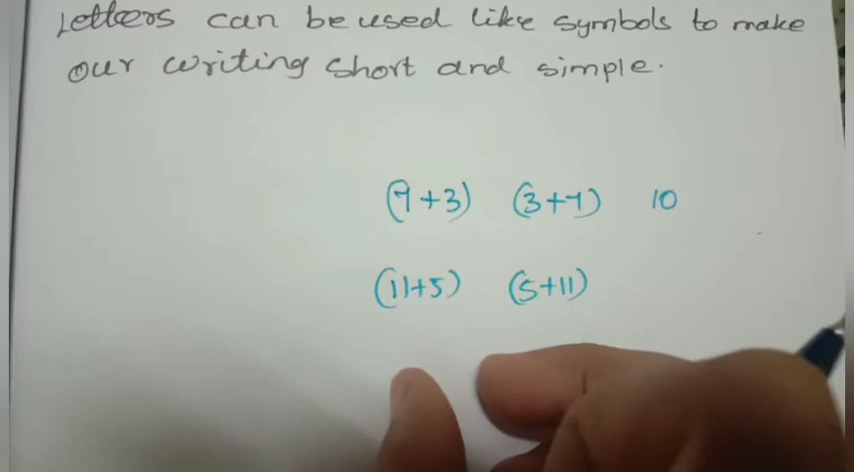 Letters can be used like symbols to make
our writing short and simple.
(7+3) (3+7) 10
(11+5) (5+11)